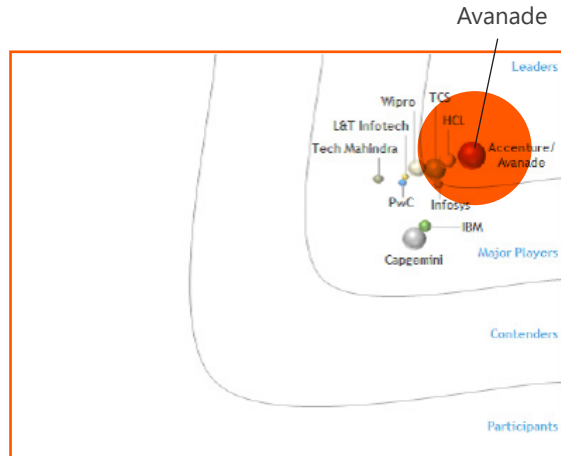 Avanade
Leaders
Wipro
TCS
HCL
L&T Infotech
Tech Mahindra
Accenture/
Avanade
PwC
Infosys
IBM
Capgemini
Major Players
Contenders
Participants